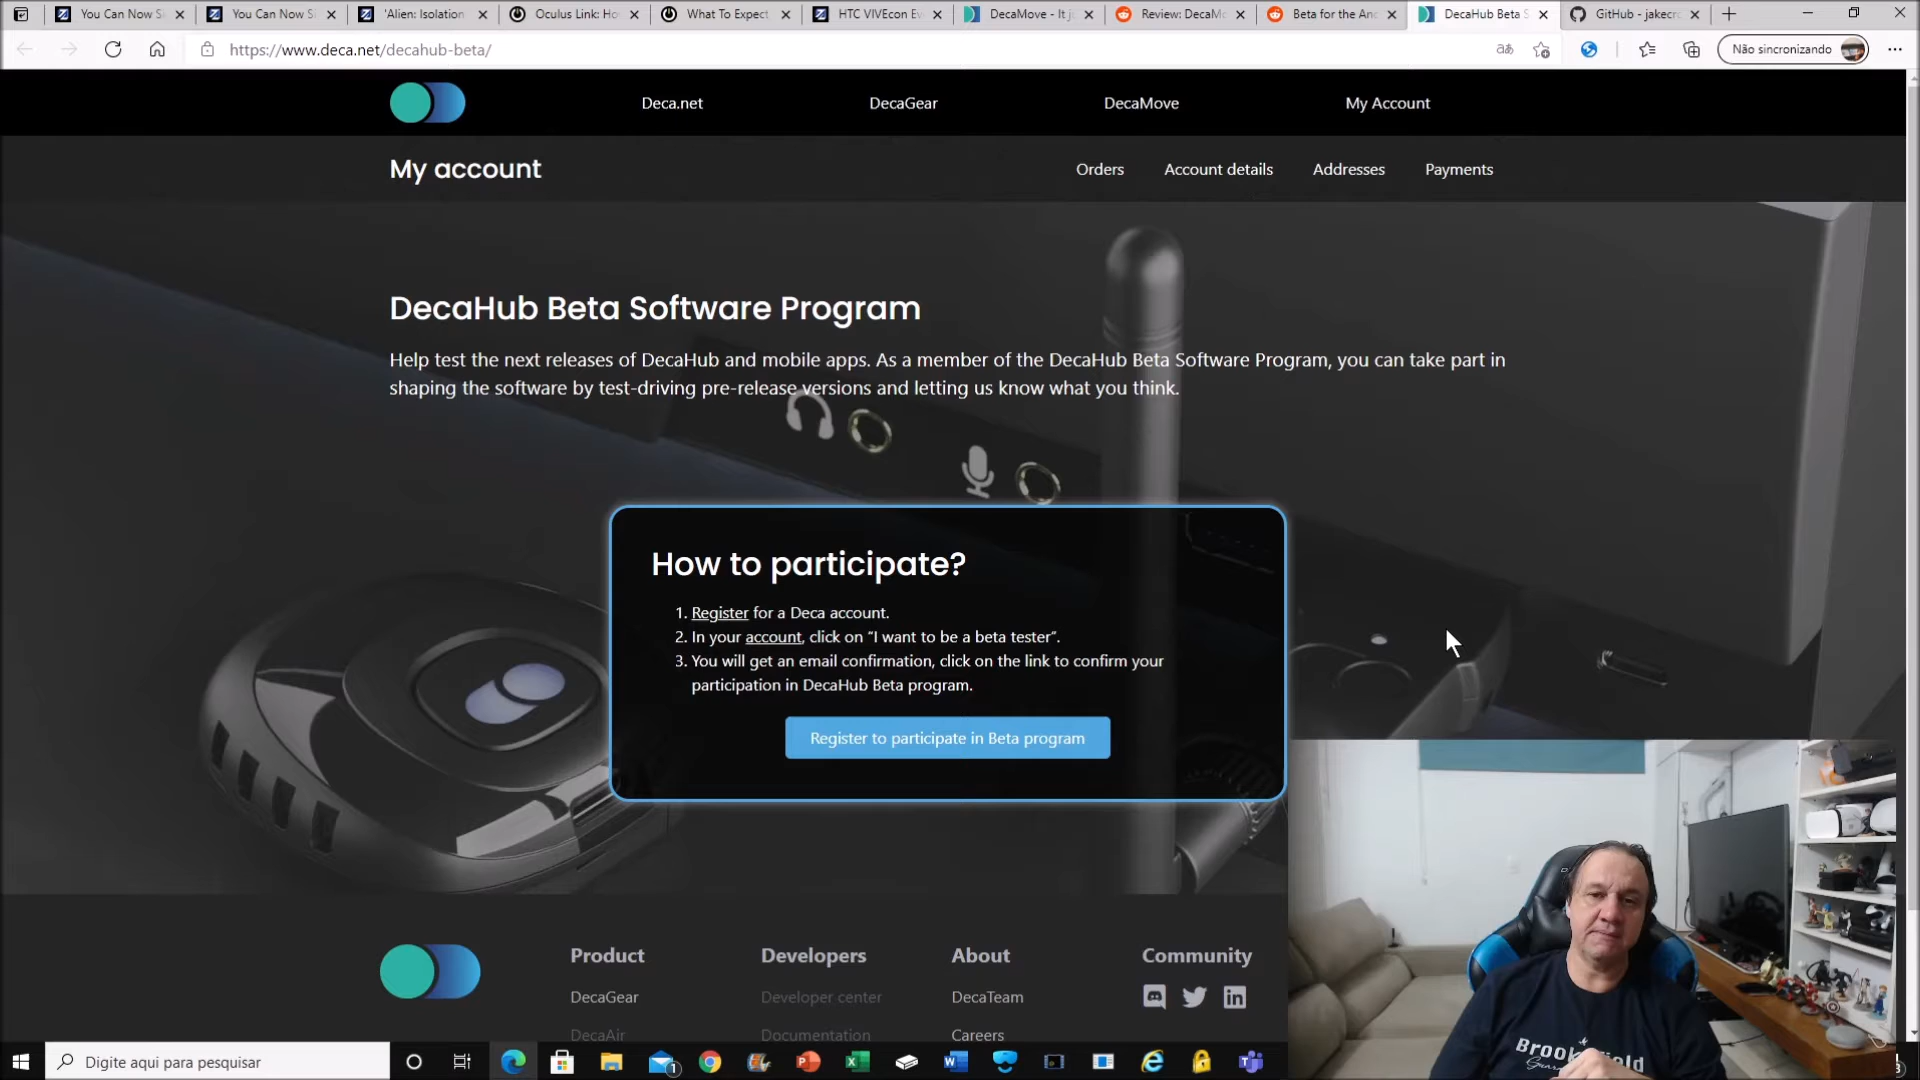 You Can Now S
You Can Now Si
'Alien: Isolation
Oculus Link: Ho
What To Expect
HTC VIVEcon Ev
DecaMove - It ju
Review: DecaMo
Beta for the And
DecaHub Beta S
GitHub - jakecro
https://www.deca.net/decahub-beta/
Não sincronizando
Deca.net
DecaGear
DecaMove
My Account
My account
Orders
Account details
Addresses
Payments
DecaHub Beta Software Program
Help test the next releases of DecaHub and mobile apps. As a member of the DecaHub Beta Software Program, you can take part in
shaping the software by test-driving pre-release versions and letting us know what you think.
How to participate?
1. Register for a Deca account.
2. In your account, click on “I want to be a beta tester”.
3. You will get an email confirmation, click on the link to confirm your
participation in DecaHub Beta program.
Register to participate in Beta program
Product
Developers
About
Community
DecaGear
Developer center
DecaTeam
DecaAir
Documentation
Careers
Digite aqui para pesquisar